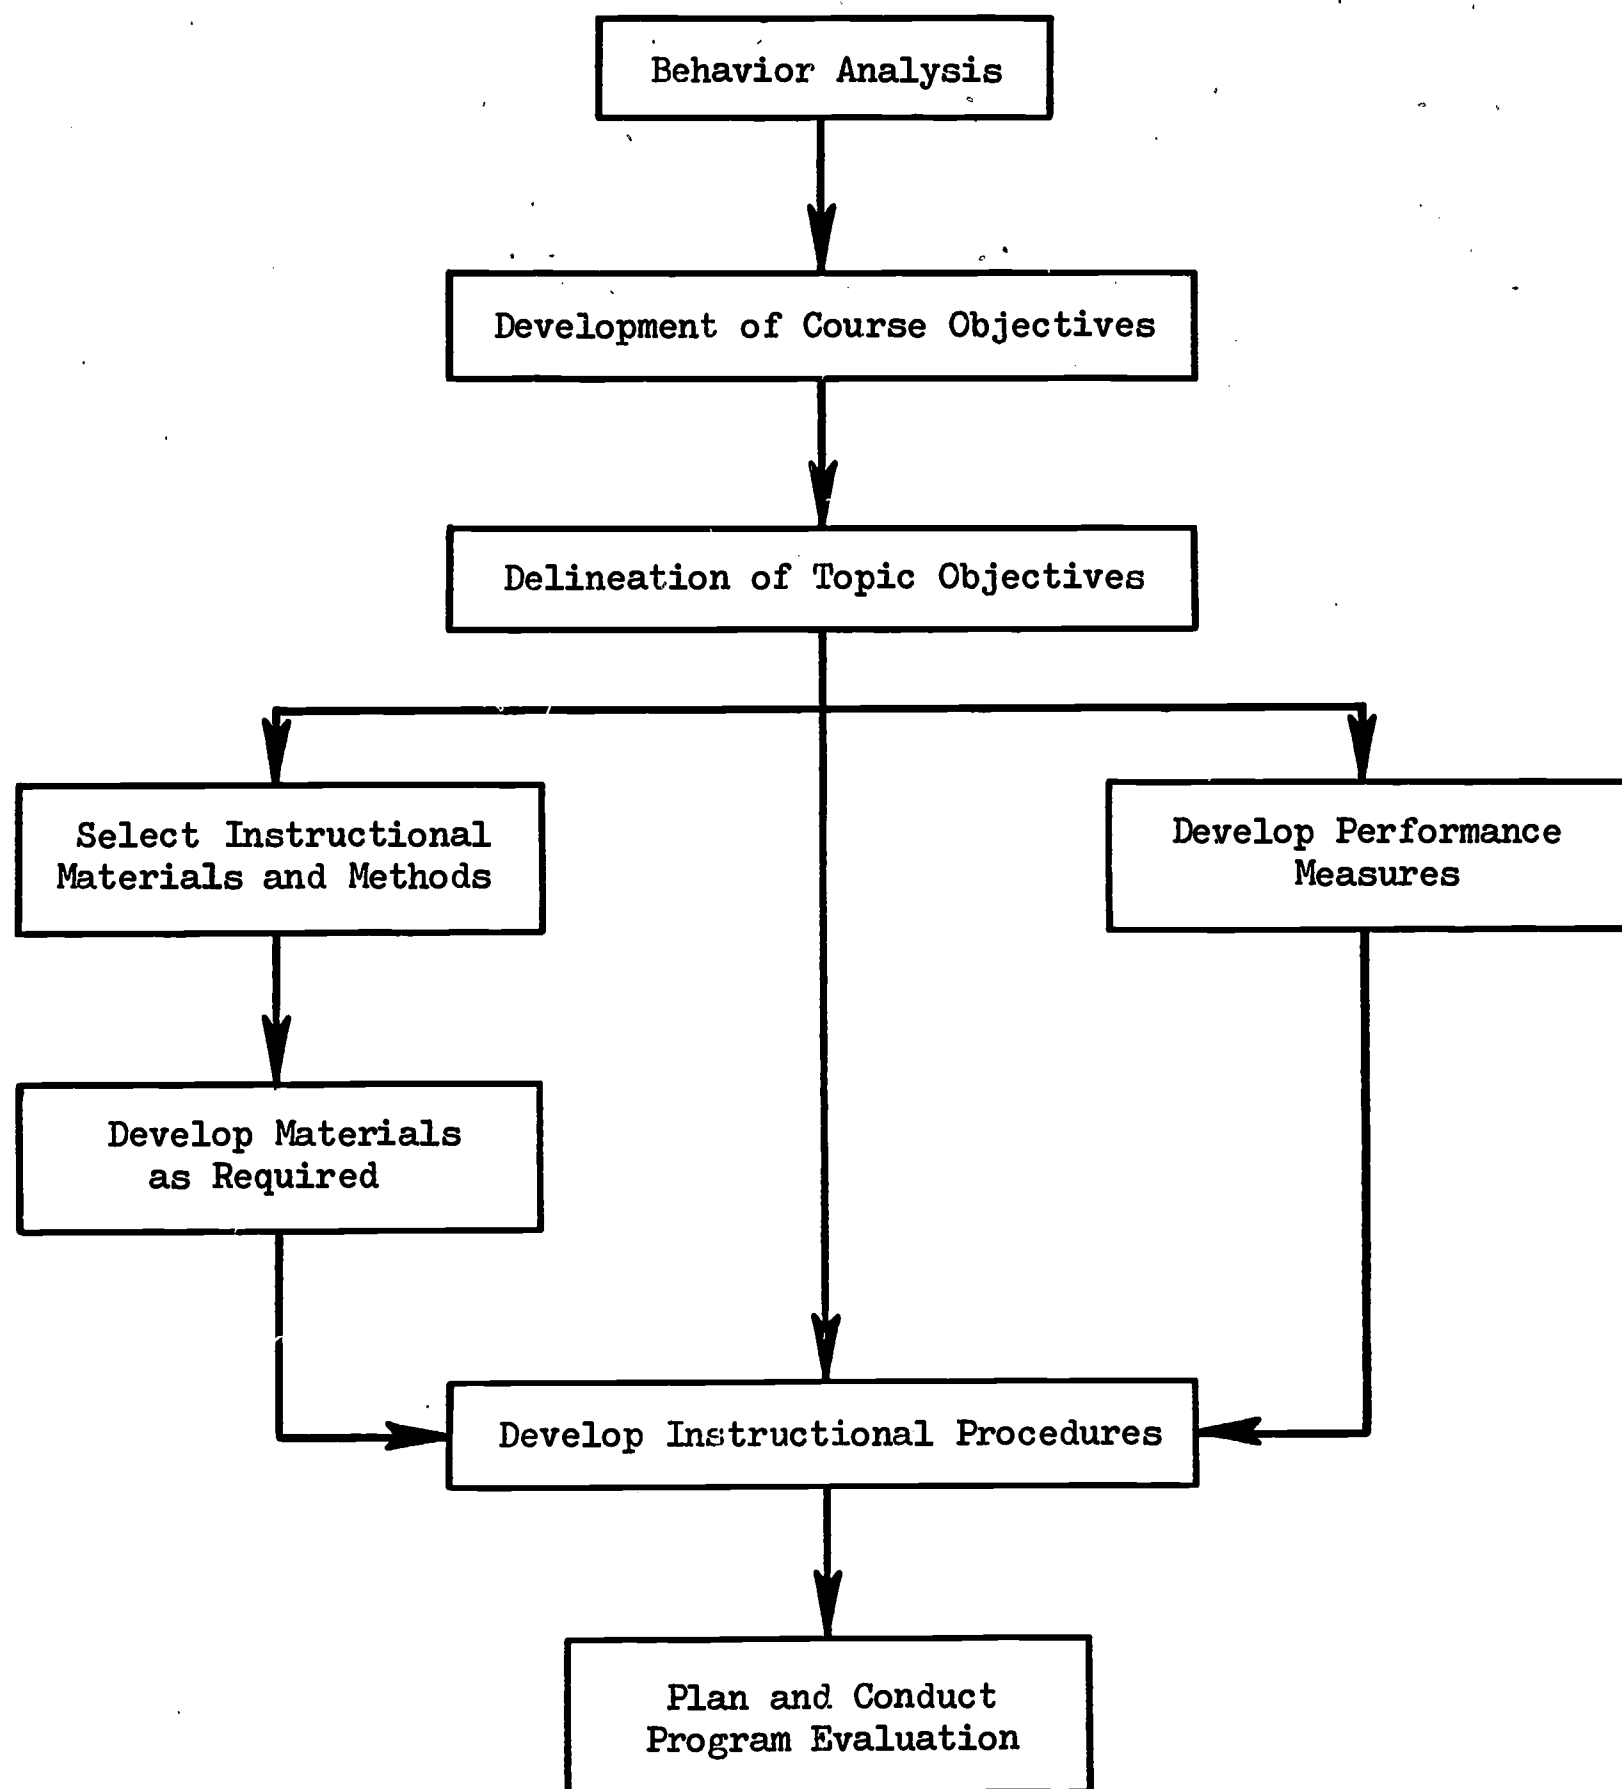 Behavior Analysis
Development of Course Objectives
Delineation of Topic Objectives
Select Instructional
Materials and Methods
Develop Performance
Measures
Develop Materials
as Required
Develop Instructional Procedures
Plan and Conduct
Program Evaluation